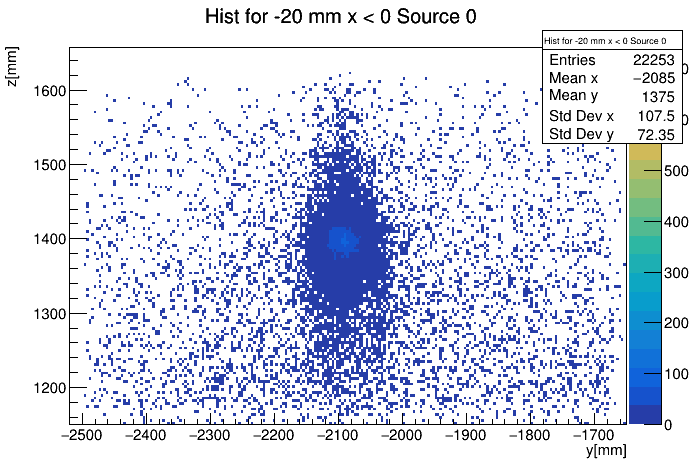 Hist for -20 mm x < 0 Source 0
z[mm]
Hist for -20 mm x < 0 Source 0
Entries 22253
Mean x −2085
Mean y 1375
Std Dev x 107.5
Std Dev y 72.35
1600
1500
1400
1300
1200
−2500 −2400 −2300 −2200 −2100 −2000 −1900 −1800 −1700
y[mm]
500
400
300
200
100
0